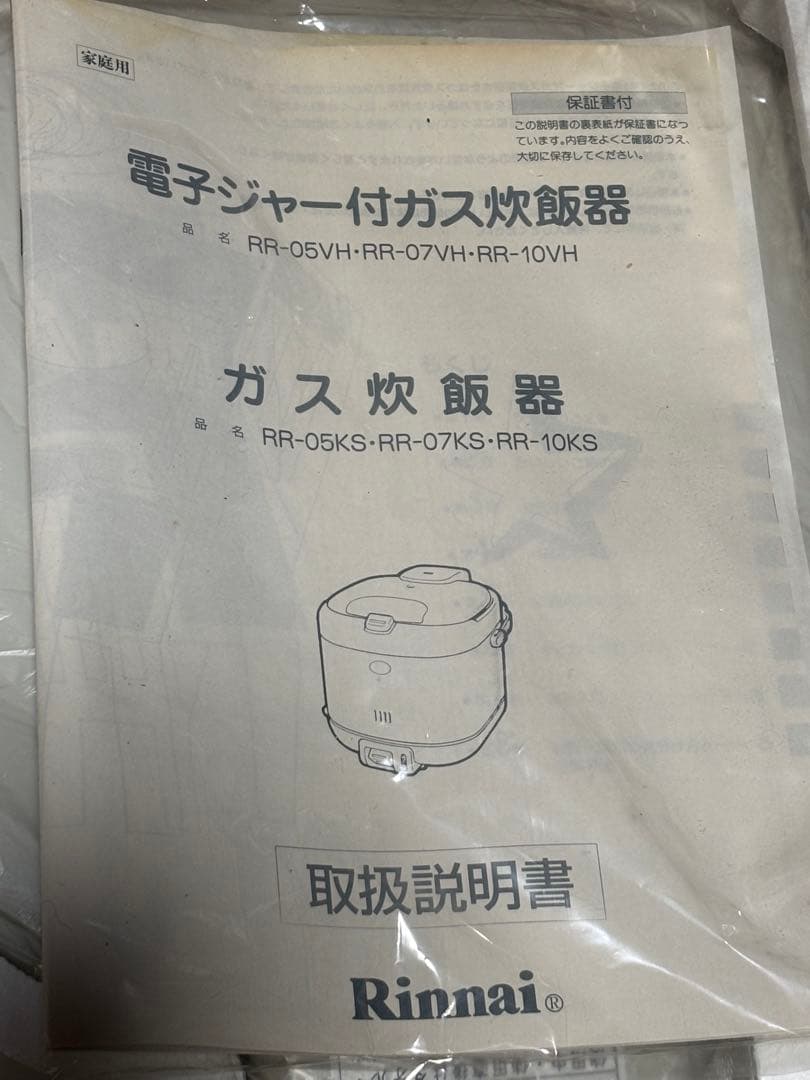 家庭用
保証書付
この説明書の裏表紙が保証書になっ
ています。内容をよくご確認のうえ、
大切に保存してください。
電子ジャー付ガス炊飯器
品名 RR-05VH・RR-07VH・RR-10VH
ガス炊飯器
品名 RR-05KS・RR-07KS・RR-10KS
取扱説明書
Rinnai®